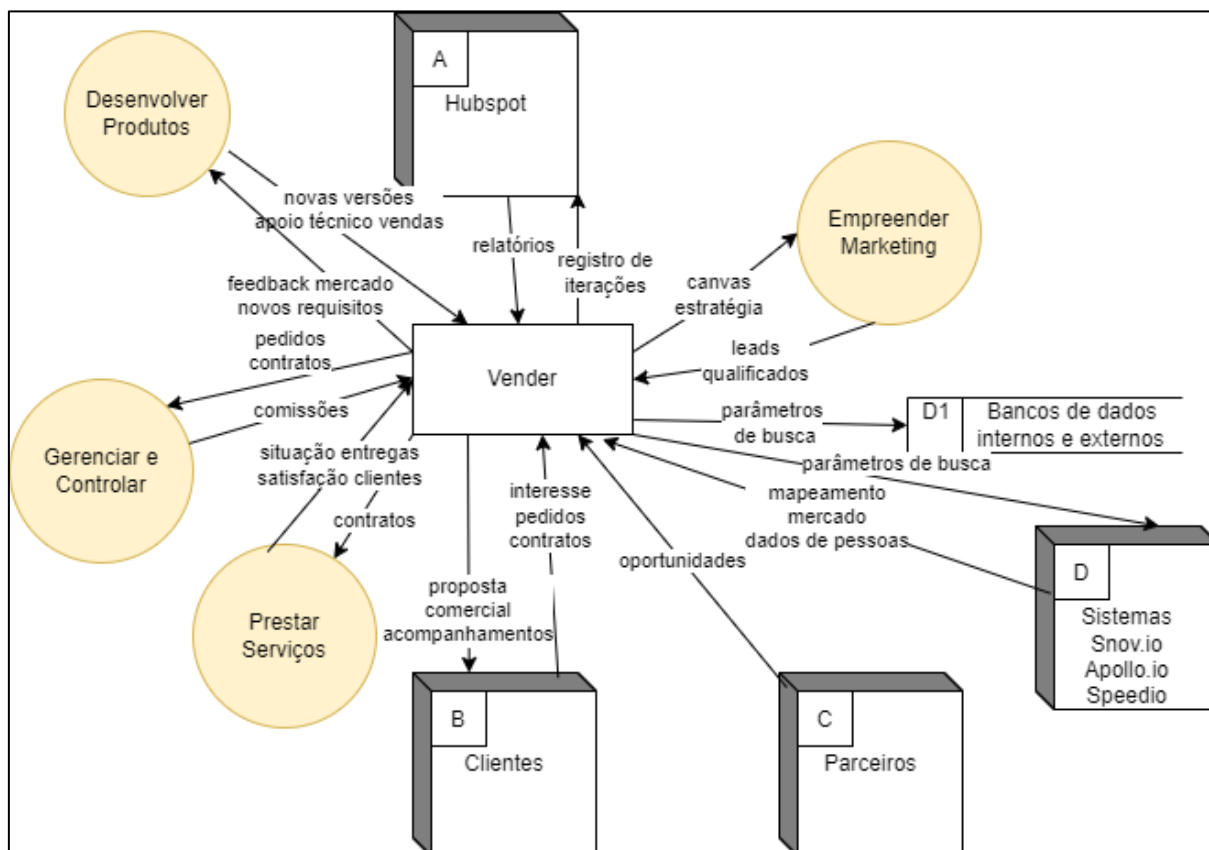 A
Hubspot
Desenvolver
Produtos
novas versões
apoio técnico vendas
relatórios
registro de
iterações
Empreender
Marketing
canvas
estratégia
feedback mercado
novos requisitos
pedidos
contratos
Vender
leads
qualificados
comissões
parâmetros
de busca
D1
Bancos de dados
internos e externos
Gerenciar e
Controlar
situação entregas
satisfação clientes
contratos
interesse
pedidos
contratos
parâmetros de busca
mapeamento
mercado
dados de pessoas
oportunidades
Prestar
Serviços
proposta
comercial
acompanhamentos
D
Sistemas
Snov.io
Apollo.io
Speedio
B
Clientes
C
Parceiros